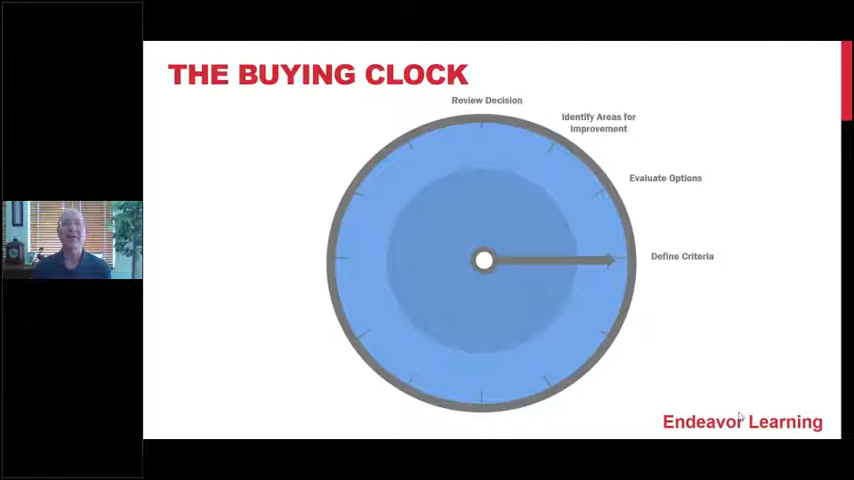 THE BUYING CLOCK
Review Decision
Identify Areas for
Improvement
Evaluate Options
Define Criteria
Endeavor Learning